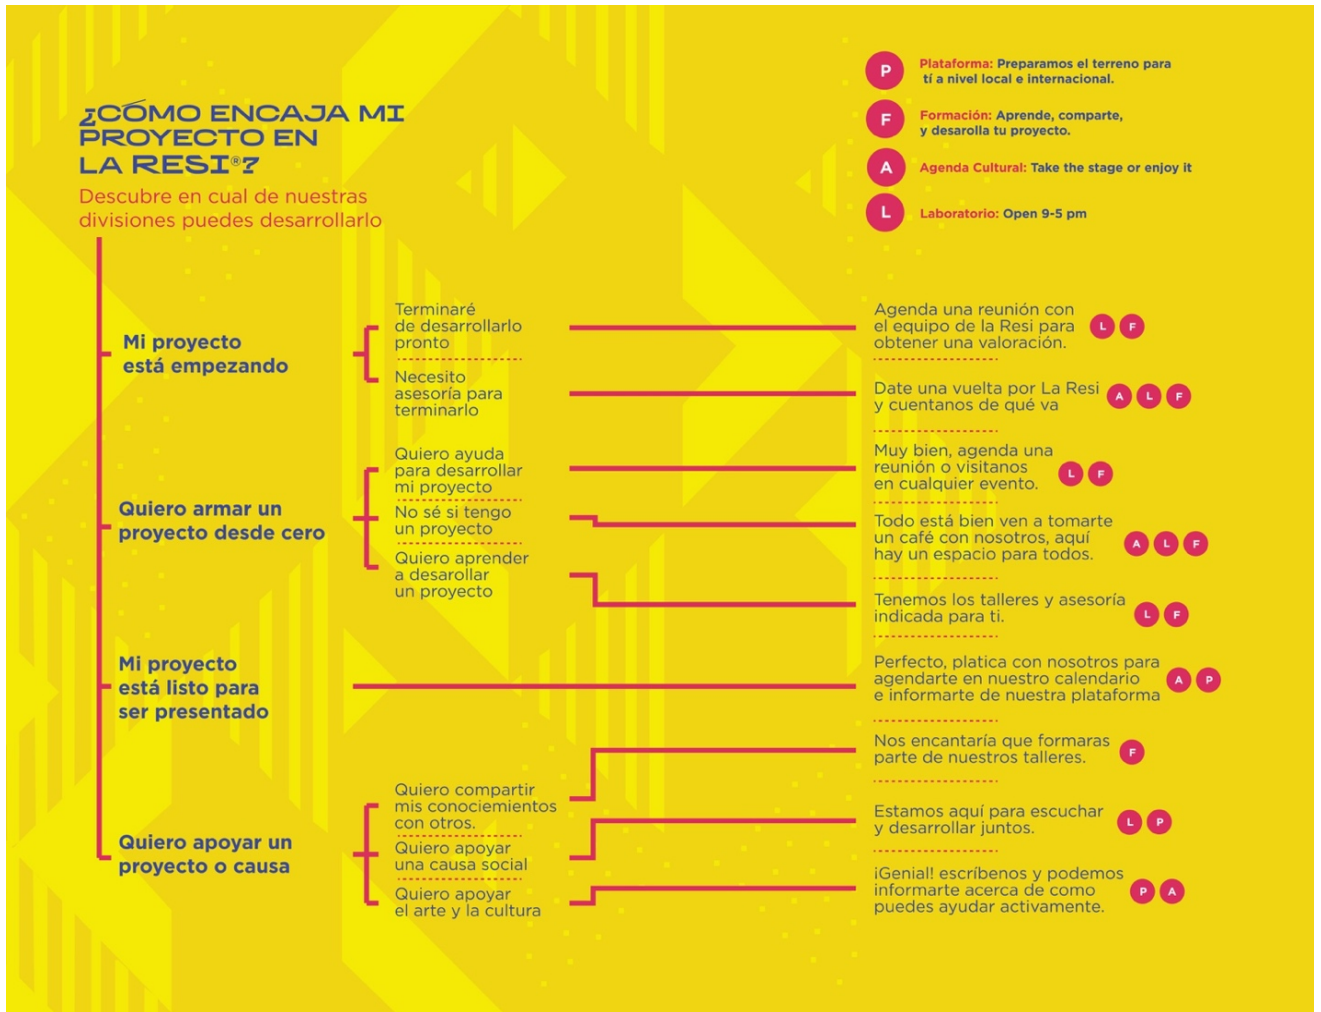 ¿CÓMO ENCAJA MI
PROYECTO EN
LA RESI®?
Descubre en cual de nuestras
divisiones puedes desarrollarlo
P
Plataforma: Preparamos el terreno para
tí a nivel local e internacional.
F
Formación: Aprende, comparte,
y desarolla tu proyecto.
A
Agenda Cultural: Take the stage or enjoy it
L
Laboratorio: Open 9-5 pm
Mi proyecto
está empezando
Terminaré
de desarrollarlo
pronto
Agenda una reunión con
el equipo de la Resi para
obtener una valoración.
L F
Necesito
asesoría para
terminarlo
Date una vuelta por La Resi
y cuentanos de qué va
A L F
Quiero armar un
proyecto desde cero
Quiero ayuda
para desarrollar
mi proyecto
Muy bien, agenda una
reunión o visitanos
en cualquier evento.
L F
No sé si tengo
un proyecto
Todo está bien ven a tomarte
un café con nosotros, aquí
hay un espacio para todos.
A L F
Quiero aprender
a desarollar
un proyecto
Tenemos los talleres y asesoría
indicada para ti.
L F
Mi proyecto
está listo para
ser presentado
Perfecto, platica con nosotros para
agendarte en nuestro calendario
e informarte de nuestra plataforma
A P
Quiero apoyar un
proyecto o causa
Quiero compartir
mis conociemientos
con otros.
Nos encantaría que formaras
parte de nuestros talleres.
F
Quiero apoyar
una causa social
Estamos aquí para escuchar
y desarrollar juntos.
L P
Quiero apoyar
el arte y la cultura
¡Genial! escríbenos y podemos
informarte acerca de como
puedes ayudar activamente.
P A